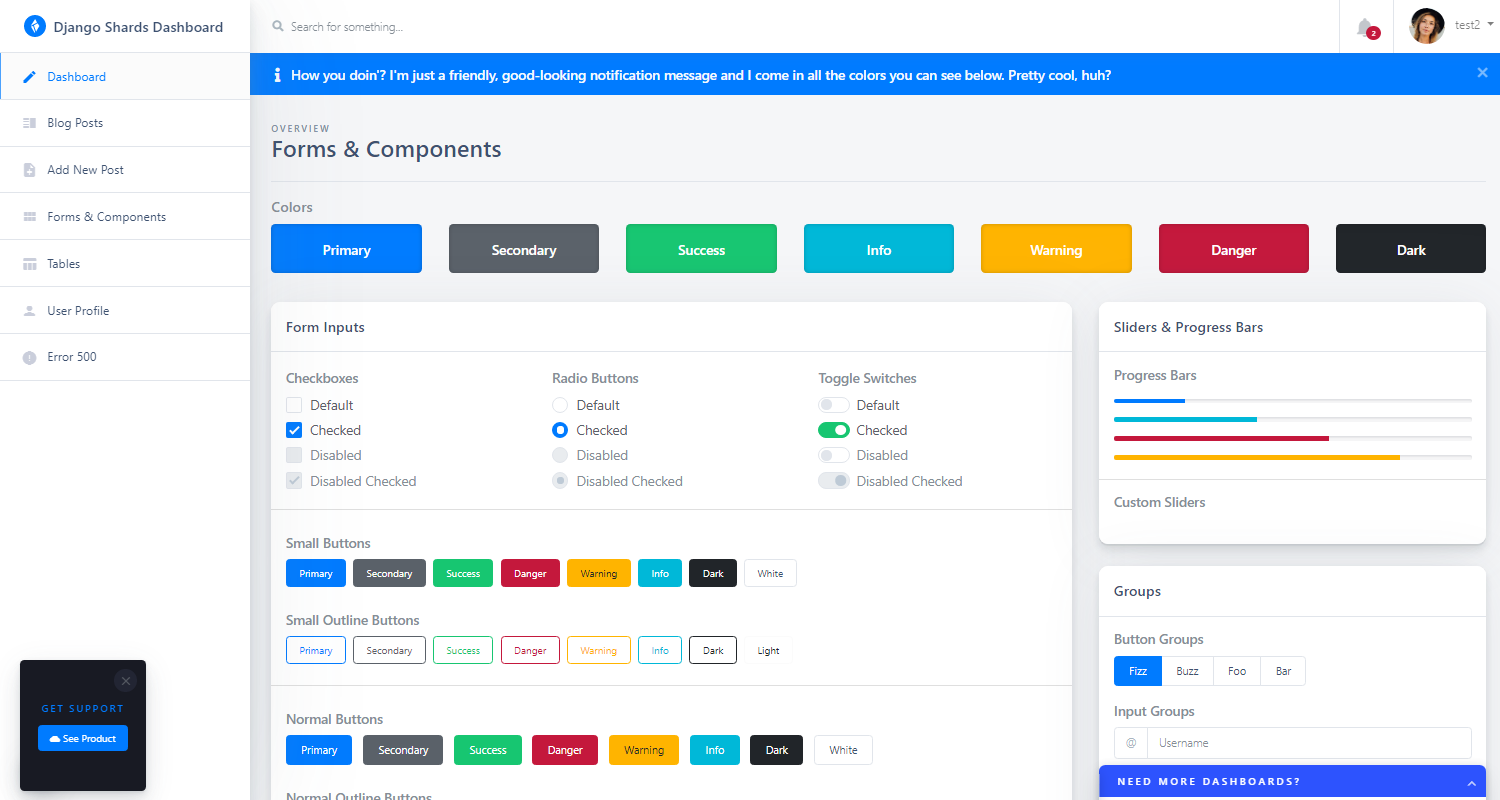 Django Shards Dashboard
Search for something...
2
test2
Dashboard
Blog Posts
Add New Post
Forms & Components
Tables
User Profile
Error 500
GET SUPPORT
See Product
How you doin'? I'm just a friendly, good-looking notification message and I come in all the colors you can see below. Pretty cool, huh?
OVERVIEW
Forms & Components
Colors
Primary Secondary Success Info Warning Danger Dark
Form Inputs
Checkboxes Radio Buttons Toggle Switches
Default Default Default
Checked Checked Checked
Disabled Disabled Disabled
Disabled Checked Disabled Checked Disabled Checked
Small Buttons
Primary Secondary Success Danger Warning Info Dark White
Small Outline Buttons
Primary Secondary Success Danger Warning Info Dark Light
Normal Buttons
Primary Secondary Success Danger Warning Info Dark White
Normal Outline Buttons
Sliders & Progress Bars
Progress Bars
Custom Sliders
Groups
Button Groups
Fizz Buzz Foo Bar
Input Groups
@ Username
NEED MORE DASHBOARDS?